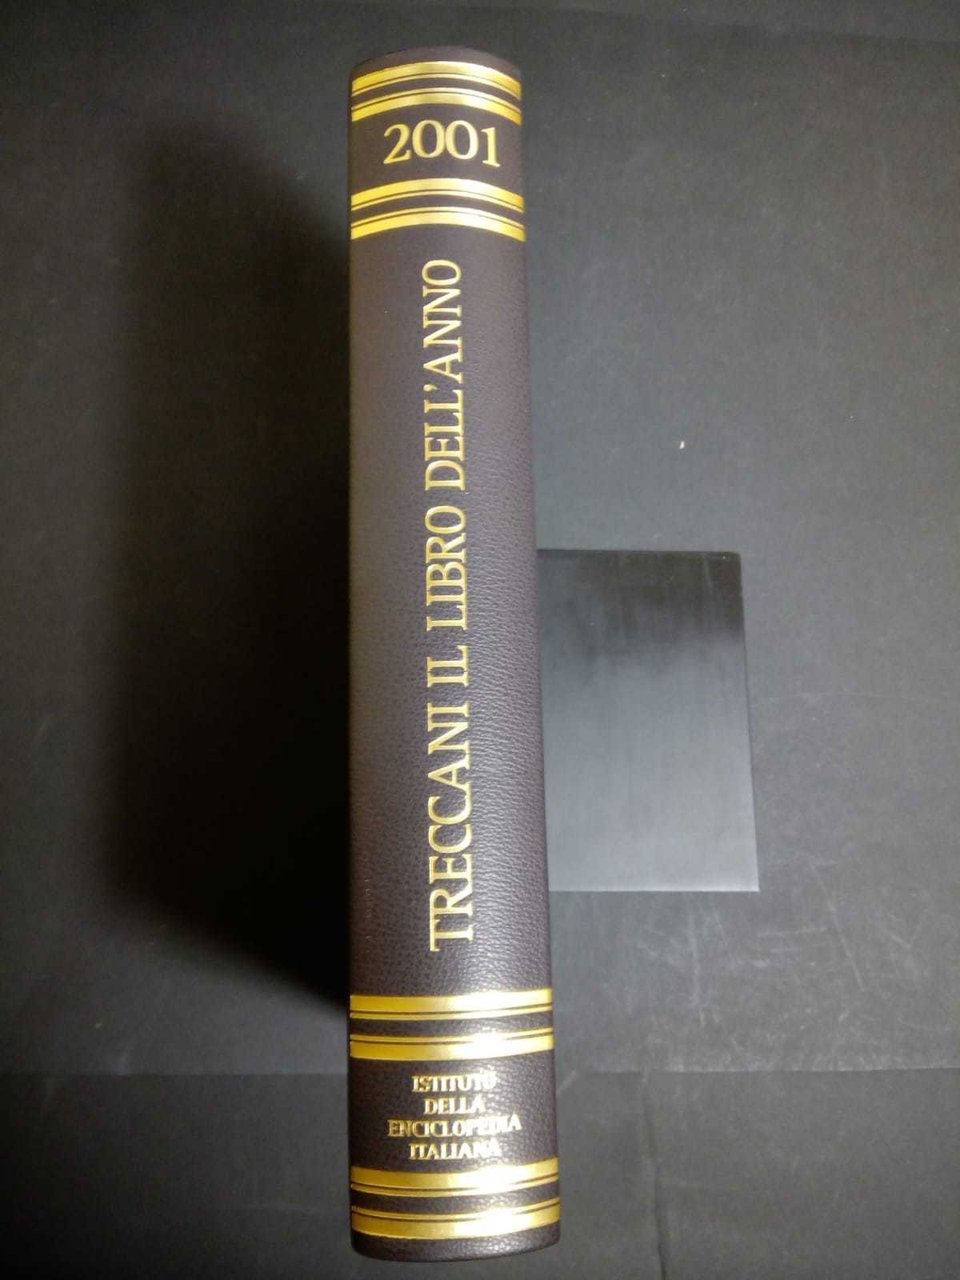 2001
TRECCANI IL LIBRO DELL'ANNO
ISTITUTO
DELLA
ENCICLOPEDIA
ITALIANA